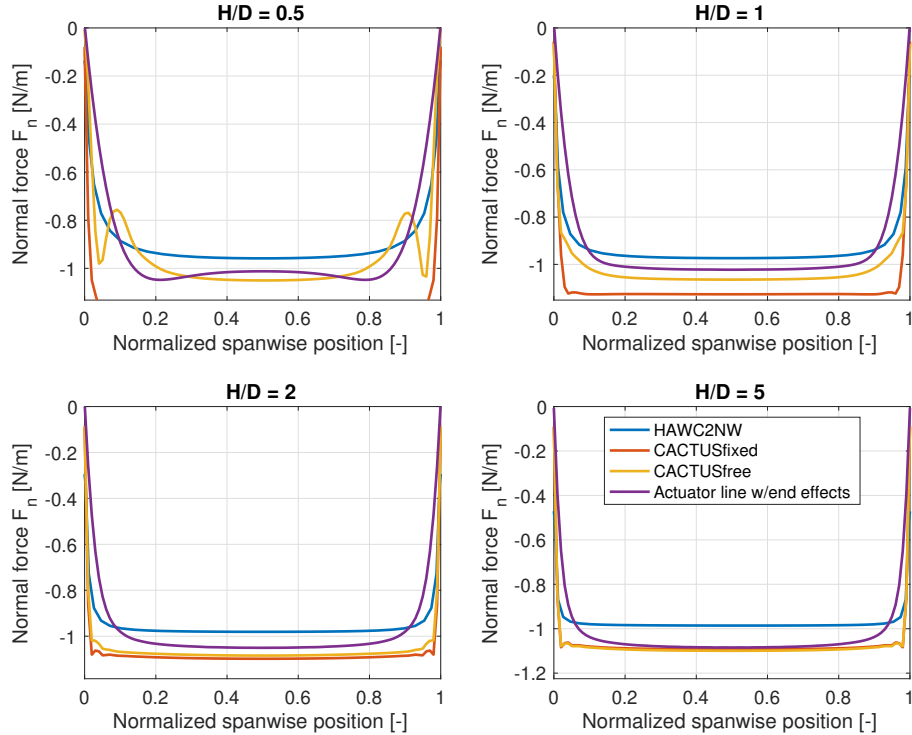 H/D = 0.5
0
-0.2
-0.4
-0.6
-0.8
-1
Normal force F_n [N/m]
0 0.2 0.4 0.6 0.8 1
Normalized spanwise position [-]
H/D = 1
0
-0.2
-0.4
-0.6
-0.8
-1
Normal force F_n [N/m]
0 0.2 0.4 0.6 0.8 1
Normalized spanwise position [-]
H/D = 2
0
-0.2
-0.4
-0.6
-0.8
-1
Normal force F_n [N/m]
0 0.2 0.4 0.6 0.8 1
Normalized spanwise position [-]
H/D = 5
0
-0.2
-0.4
-0.6
-0.8
-1
-1.2
Normal force F_n [N/m]
HAWC2NW
CACTUSfixed
CACTUSfree
Actuator line w/end effects
0 0.2 0.4 0.6 0.8 1
Normalized spanwise position [-]